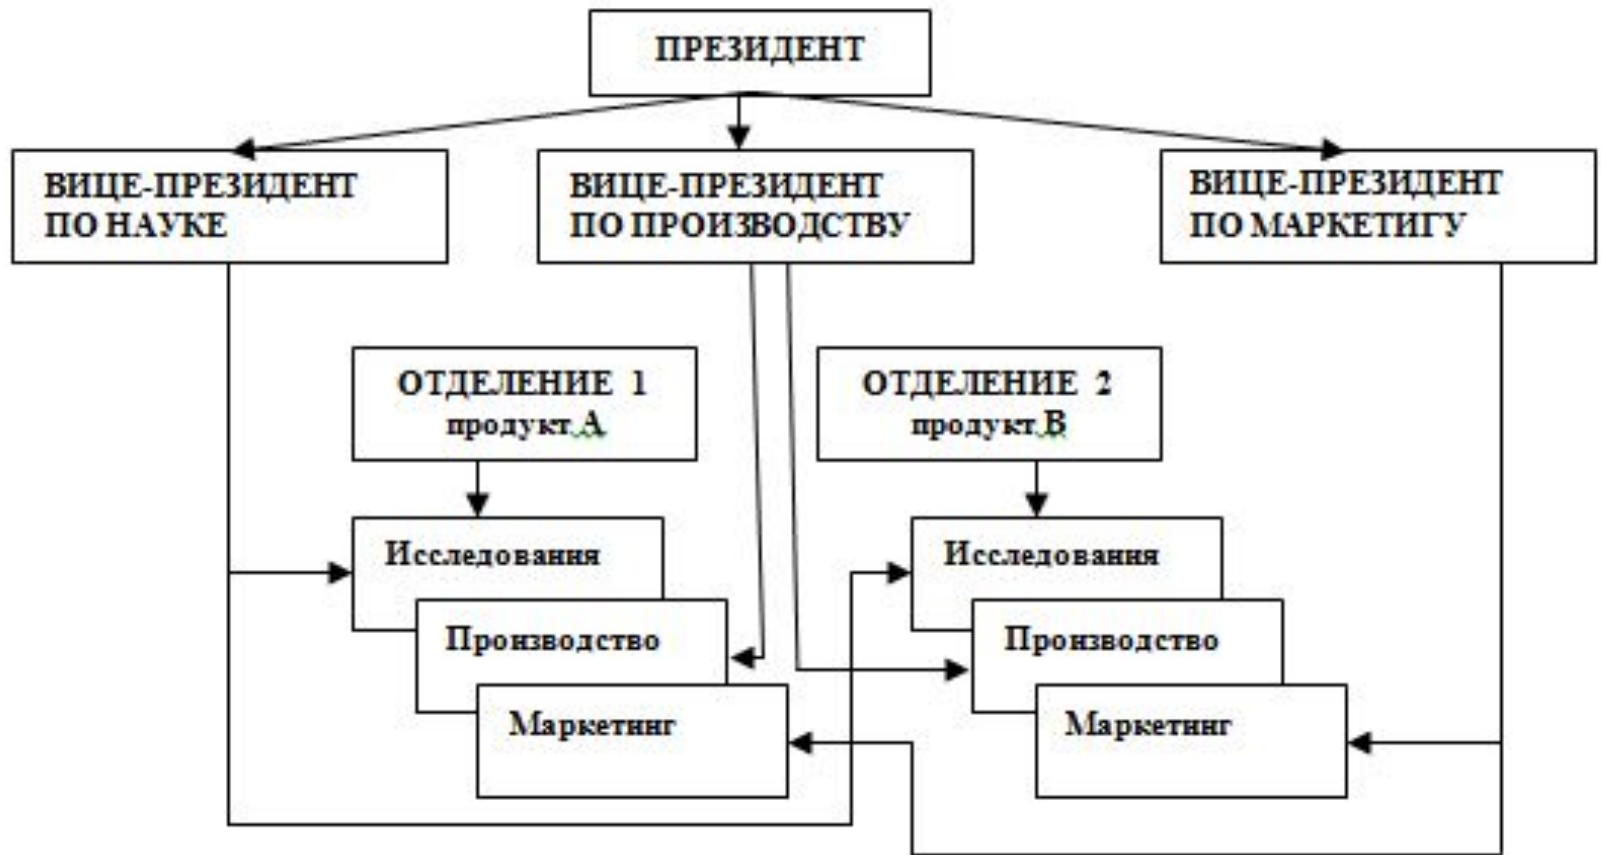 ПРЕЗИДЕНТ
ВИЦЕ-ПРЕЗИДЕНТ
ПО НАУКЕ
ВИЦЕ-ПРЕЗИДЕНТ
ПО ПРОИЗВОДСТВУ
ВИЦЕ-ПРЕЗИДЕНТ
ПО МАРКЕТИГУ
ОТДЕЛЕНИЕ 1
продукт А
ОТДЕЛЕНИЕ 2
продукт В
Исследования
Производство
Маркетинг
Исследования
Производство
Маркетинг